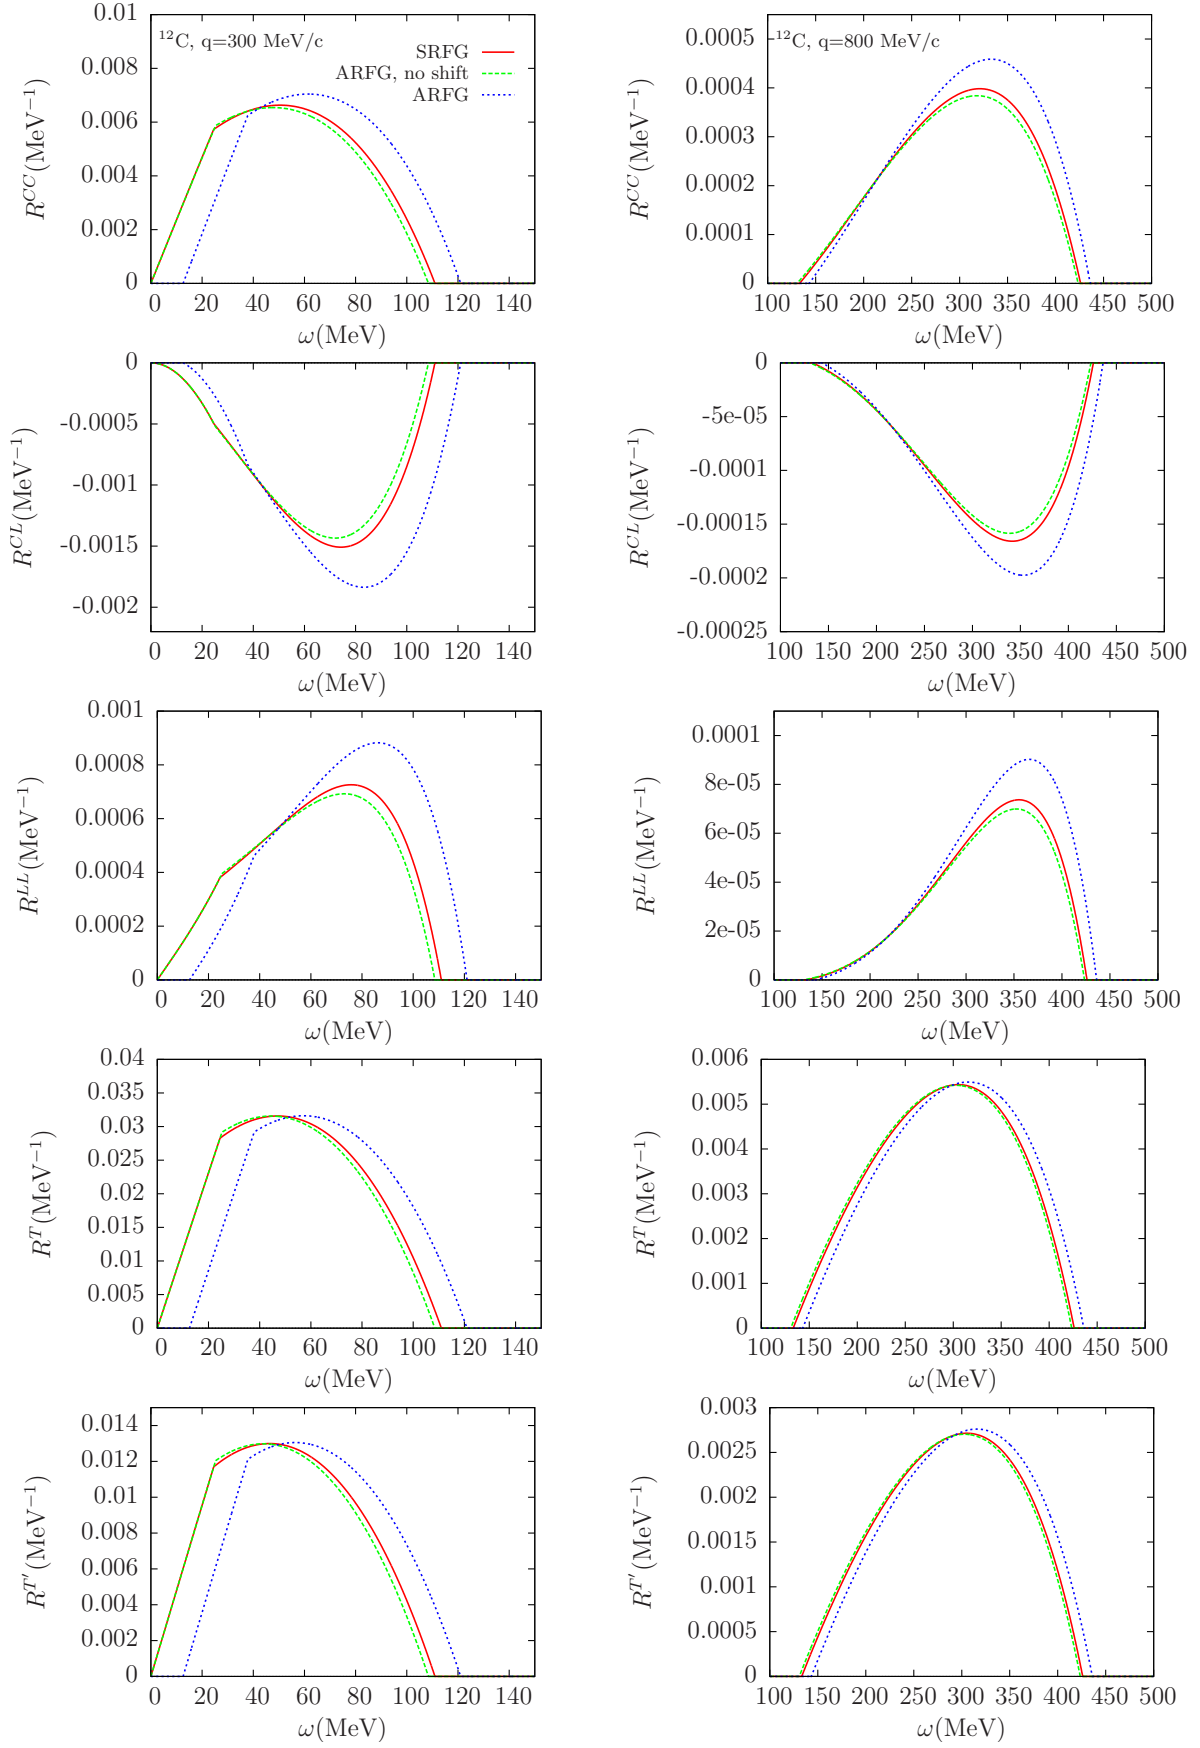 0.01
0.008
0.006
0.004
0.002
0
R^{CC}(MeV^{−1})
¹²C, q=300 MeV/c
SRFG
ARFG, no shift
ARFG
0 20 40 60 80 100 120 140
ω(MeV)
0.0005
0.0004
0.0003
0.0002
0.0001
0
R^{CC}(MeV^{−1})
¹²C, q=800 MeV/c
100 150 200 250 300 350 400 450 500
ω(MeV)
0
-0.0005
-0.001
-0.0015
-0.002
R^{CL}(MeV^{−1})
0 20 40 60 80 100 120 140
ω(MeV)
0
-5e-05
-0.0001
-0.00015
-0.0002
-0.00025
R^{CL}(MeV^{−1})
100 150 200 250 300 350 400 450 500
ω(MeV)
0.001
0.0008
0.0006
0.0004
0.0002
0
R^{LL}(MeV^{−1})
0 20 40 60 80 100 120 140
ω(MeV)
0.0001
8e-05
6e-05
4e-05
2e-05
0
R^{LL}(MeV^{−1})
100 150 200 250 300 350 400 450 500
ω(MeV)
0.04
0.035
0.03
0.025
0.02
0.015
0.01
0.005
0
R^{T}(MeV^{−1})
0 20 40 60 80 100 120 140
ω(MeV)
0.006
0.005
0.004
0.003
0.002
0.001
0
R^{T}(MeV^{−1})
100 150 200 250 300 350 400 450 500
ω(MeV)
0.014
0.012
0.01
0.008
0.006
0.004
0.002
0
R^{T′}(MeV^{−1})
0 20 40 60 80 100 120 140
ω(MeV)
0.003
0.0025
0.002
0.0015
0.001
0.0005
0
R^{T′}(MeV^{−1})
100 150 200 250 300 350 400 450 500
ω(MeV)